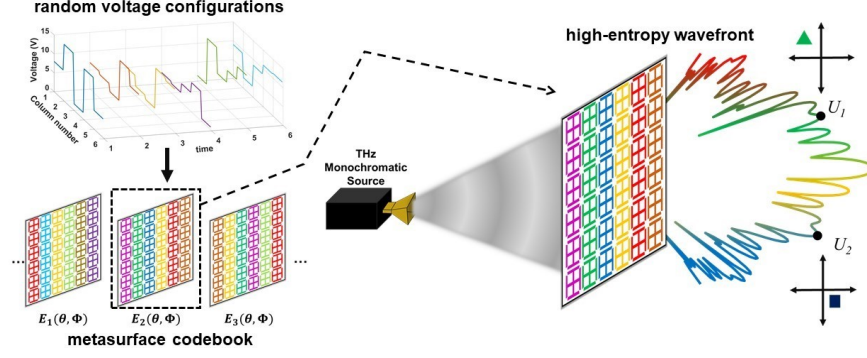 random voltage configurations
Voltage (V)
15
10
5
0
1
2
3
4
5
6
Column number
1
2
3
4
5
6
time
high-entropy wavefront
THz
Monochromatic
Source
U1
U2
...
...
E1(θ,Φ)
E2(θ,Φ)
E3(θ,Φ)
metasurface codebook